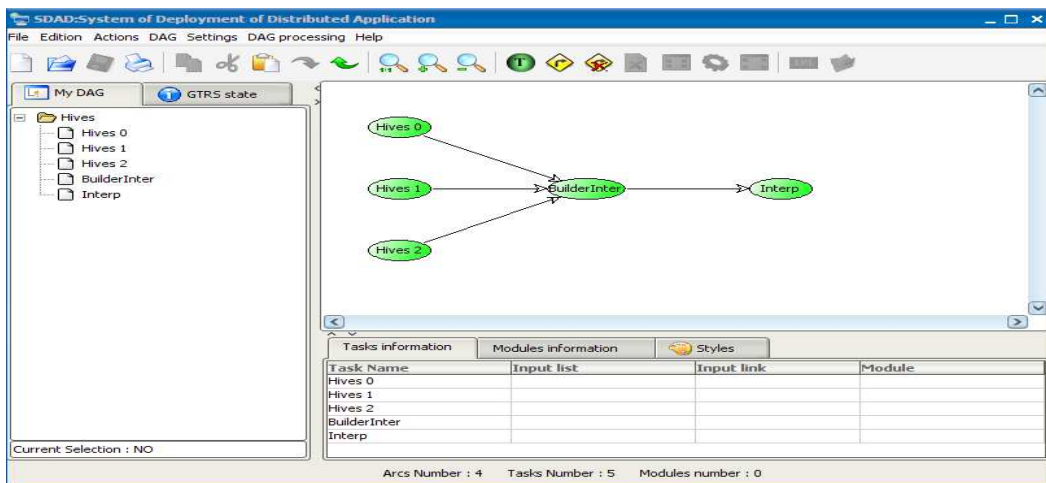 SDAD:System of Deployment of Distributed Application
File Edition Actions DAG Settings DAG processing Help
My DAG
GTRS state
Hives
Hives 0
Hives 1
Hives 2
BuilderInter
Interp
Current Selection : NO
Hives 0
Hives 1
BuilderInter
Interp
Hives 2
Tasks information
Modules information
Styles
Task Name Input list Input link Module
Hives 0
Hives 1
Hives 2
BuilderInter
Interp
Arcs Number : 4 Tasks Number : 5 Modules number : 0